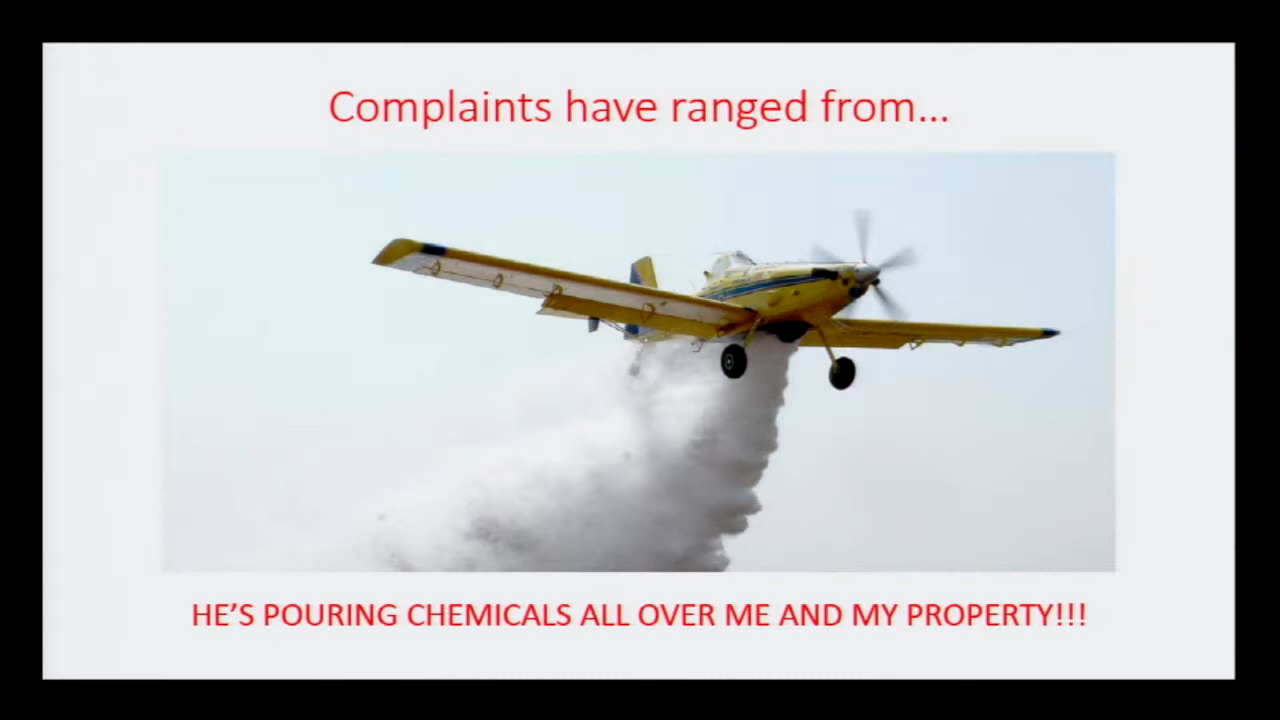 Complaints have ranged from...
HE'S POURING CHEMICALS ALL OVER ME AND MY PROPERTY!!!